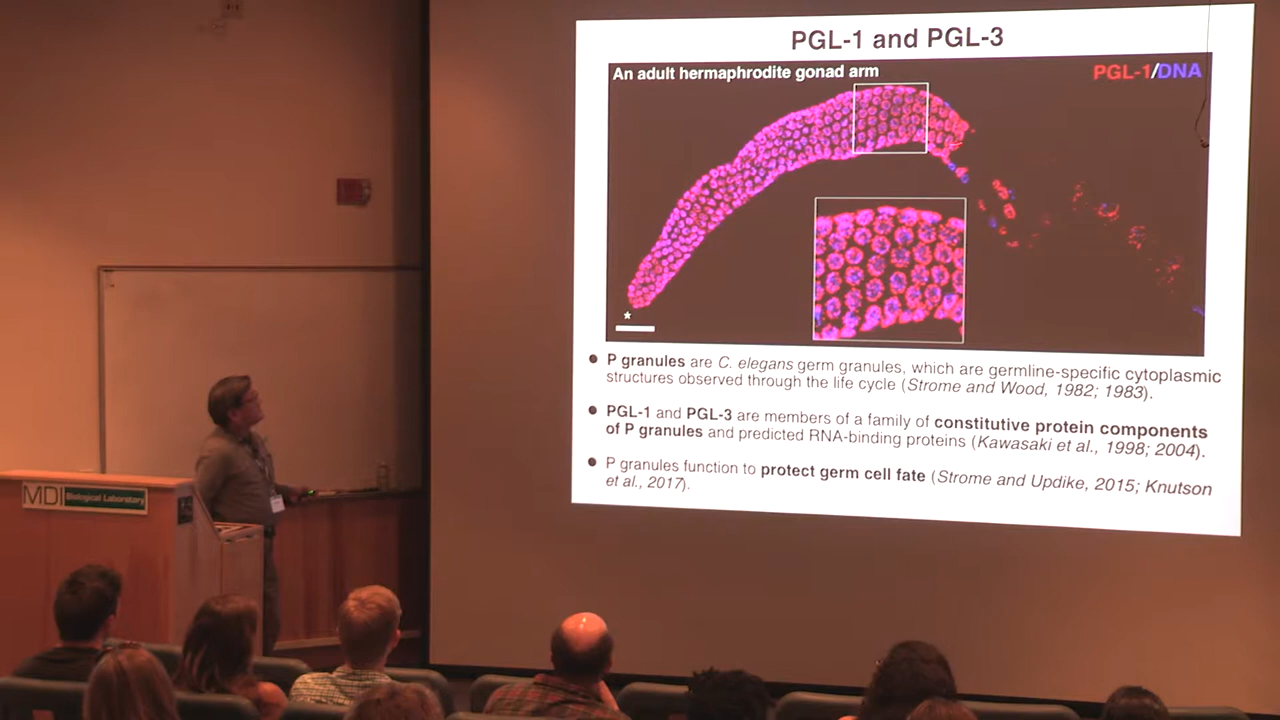 PGL-1 and PGL-3
An adult hermaphrodite gonad arm
PGL-1/DNA
*
● P granules are C. elegans germ granules, which are germline-specific cytoplasmic
structures observed through the life cycle (Strome and Wood, 1982; 1983).
● PGL-1 and PGL-3 are members of a family of constitutive protein components
of P granules and predicted RNA-binding proteins (Kawasaki et al., 1998; 2004).
● P granules function to protect germ cell fate (Strome and Updike, 2015; Knutson
et al., 2017).
MDI Biological Laboratory